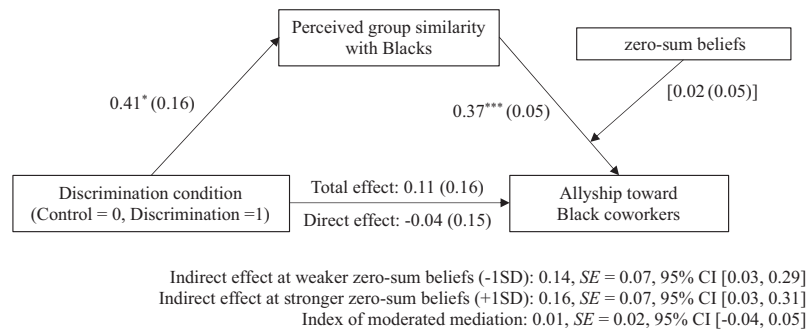 Perceived group similarity
with Blacks
zero-sum beliefs
0.41* (0.16)
0.37*** (0.05)
[0.02 (0.05)]
Discrimination condition
(Control = 0, Discrimination =1)
Total effect: 0.11 (0.16)
Direct effect: -0.04 (0.15)
Allyship toward
Black coworkers
Indirect effect at weaker zero-sum beliefs (-1SD): 0.14, SE = 0.07, 95% CI [0.03, 0.29]
Indirect effect at stronger zero-sum beliefs (+1SD): 0.16, SE = 0.07, 95% CI [0.03, 0.31]
Index of moderated mediation: 0.01, SE = 0.02, 95% CI [-0.04, 0.05]